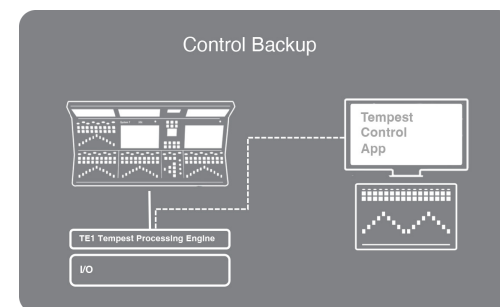 Control Backup
Tempest
Control
App
TE1 Tempest Processing Engine
I/O